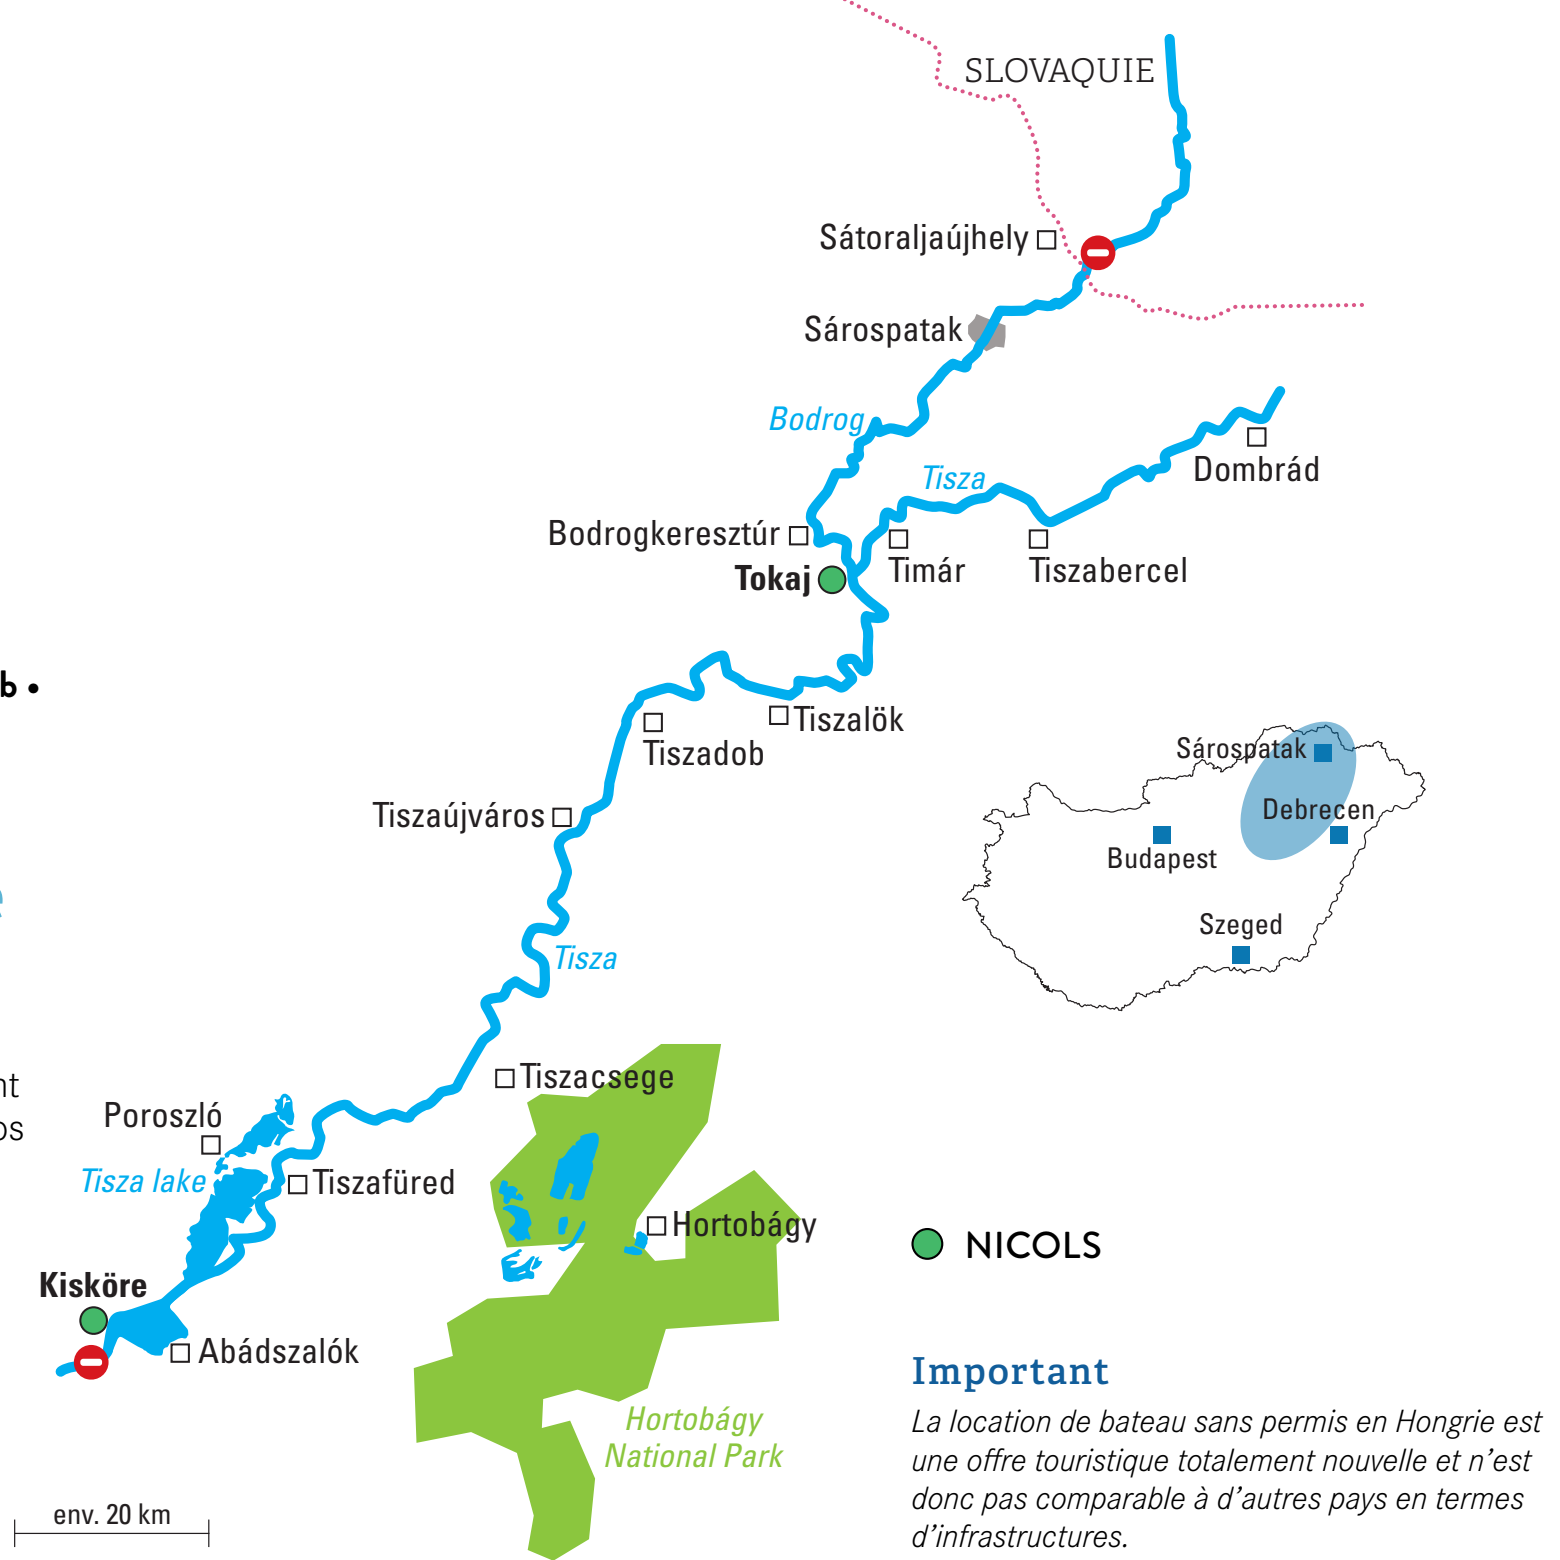 SLOVAQUIE
Sátoraljaújhely
Sárospatak
Bodrog
Tisza
Dombrád
Bodrogkeresztúr
Tokaj
Timár
Tiszabercel
b •
Tiszalök
Tiszadob
Tiszaújváros
Sárospatak
Debrecen
Budapest
Szeged
Tisza
nt
os
Tiszacsege
Poroszló
Tisza lake
Tiszafüred
Hortobágy
NICOLS
Kisköre
Abádszalók
Hortobágy
National Park
env. 20 km
Important
La location de bateau sans permis en Hongrie est
une offre touristique totalement nouvelle et n’est
donc pas comparable à d’autres pays en termes
d’infrastructures.